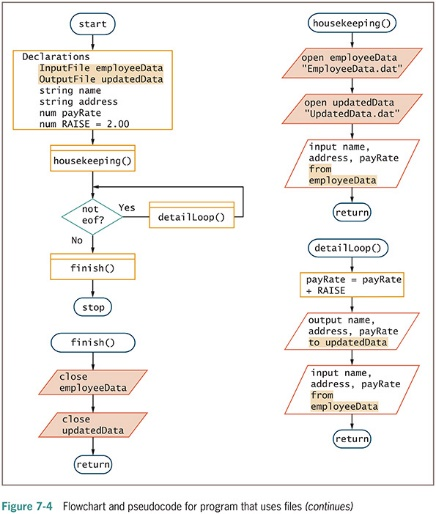 start
Declarations
InputFile employeeData
OutputFile updatedData
string name
string address
num payRate
num RAISE = 2.00
housekeeping()
not
eof?
Yes
detailLoop()
No
finish()
stop
finish()
close
employeeData
close
updatedData
return
housekeeping()
open employeeData
"EmployeeData.dat"
open updatedData
"UpdatedData.dat"
input name,
address, payRate
from
employeeData
return
detailLoop()
payRate = payRate
+ RAISE
output name,
address, payRate
to updatedData
input name,
address, payRate
from
employeeData
return
Figure 7-4 Flowchart and pseudocode for program that uses files (continues)